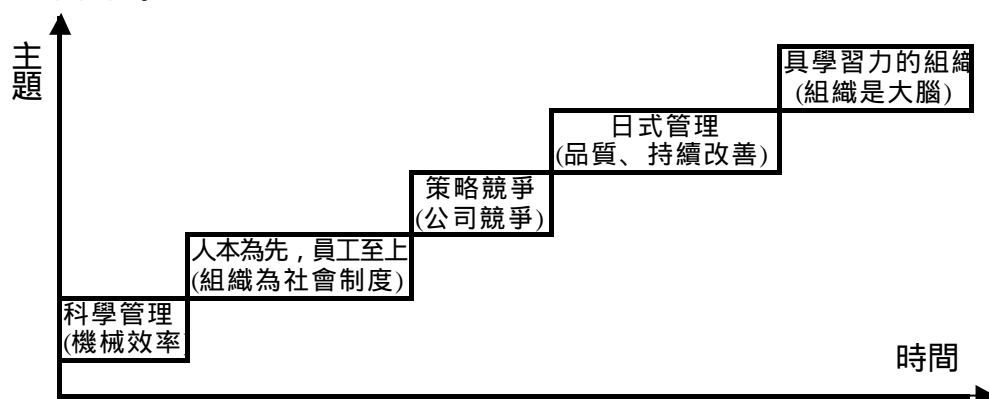 主題
具學習力的組織
(組織是大腦)
日式管理
(品質、持續改善)
策略競爭
(公司競爭)
人本為先，員工至上
(組織為社會制度)
科學管理
(機械效率
時間